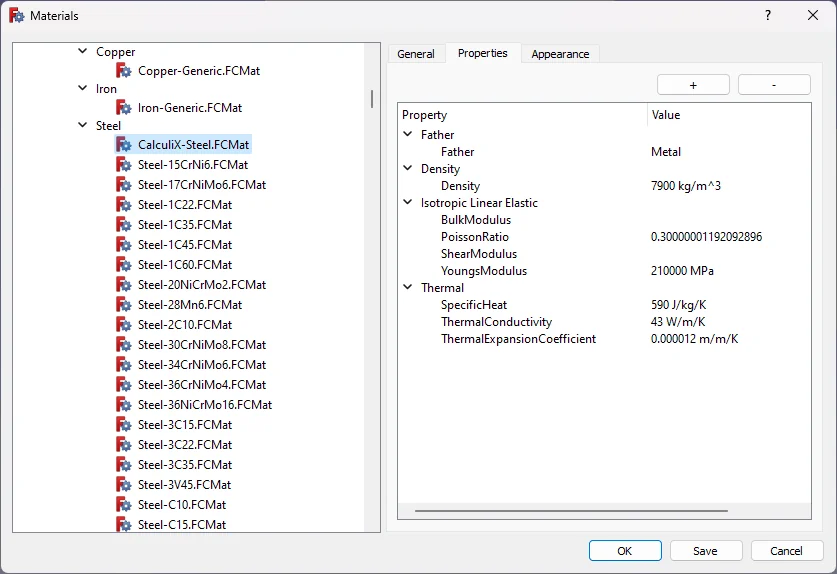 Materials
?
Copper
Copper-Generic.FCMat
Iron
Iron-Generic.FCMat
Steel
CalculiX-Steel.FCMat
Steel-15CrNi6.FCMat
Steel-17CrNiMo6.FCMat
Steel-1C22.FCMat
Steel-1C35.FCMat
Steel-1C45.FCMat
Steel-1C60.FCMat
Steel-20NiCrMo2.FCMat
Steel-28Mn6.FCMat
Steel-2C10.FCMat
Steel-30CrNiMo8.FCMat
Steel-34CrNiMo6.FCMat
Steel-36CrNiMo4.FCMat
Steel-36NiCrMo16.FCMat
Steel-3C15.FCMat
Steel-3C22.FCMat
Steel-3C35.FCMat
Steel-3V45.FCMat
Steel-C10.FCMat
Steel-C15.FCMat
General Properties Appearance
+ -
Property Value
Father
Father Metal
Density
Density 7900 kg/m^3
Isotropic Linear Elastic
BulkModulus
PoissonRatio 0.30000001192092896
ShearModulus
YoungsModulus 210000 MPa
Thermal
SpecificHeat 590 J/kg/K
ThermalConductivity 43 W/m/K
ThermalExpansionCoefficient 0.000012 m/m/K
OK Save Cancel